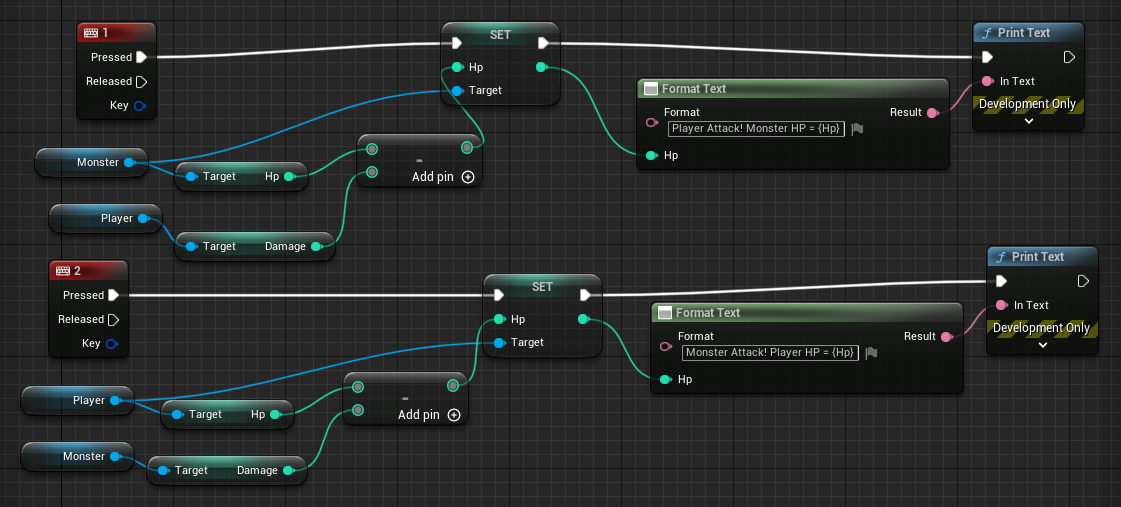 1
Pressed
Released
Key
SET
Hp
Target
Print Text
In Text
Development Only
Format Text
Format
Result
Player Attack! Monster HP = {Hp}
Hp
Monster
Target Hp
-
Add pin
Player
Target Damage
2
Pressed
Released
Key
SET
Hp
Target
Print Text
In Text
Development Only
Format Text
Format
Result
Monster Attack! Player HP = {Hp}
Hp
Player
Target Hp
-
Add pin
Monster
Target Damage